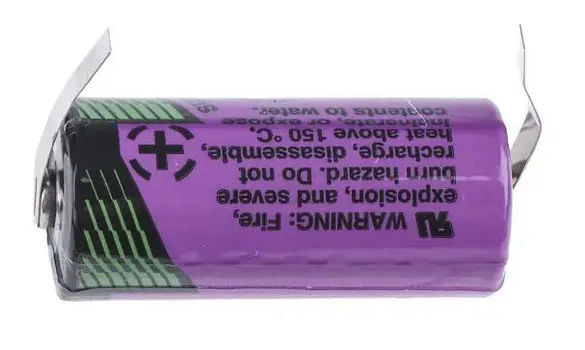 WARNING: Fire,
explosion, and severe
burn hazard. Do not
recharge, disassemble,
heat above 150 °C,
incinerate, or expose
contents to water.